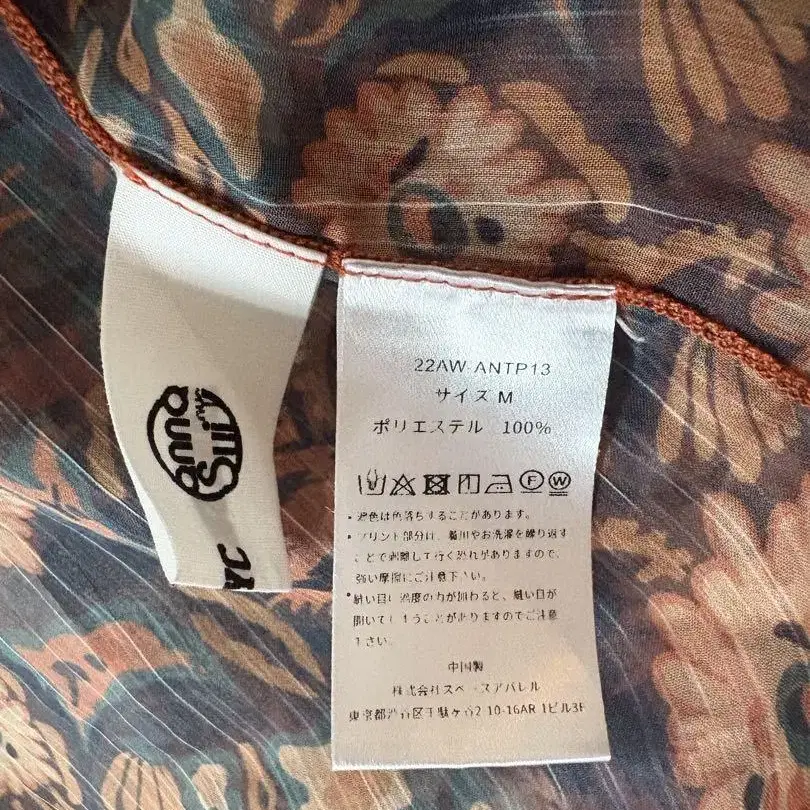 anna
Sui
NYC
22AW-ANTP13
サイズ M
ポリエステル 100%
F W
・濃色は色落ちすることがあります。
・プリント部分は、着用やお洗濯を繰り返す
ことで剥離して行く恐れがありますので、
強い摩擦にご注意下さい。
・縫い目に過度の力が加わると、縫い目が
開いてしまうことがありますのでご注意
下さい。
中国製
株式会社スペースアパレル
東京都渋谷区千駄ヶ谷2-10-16AR-1ビル3F